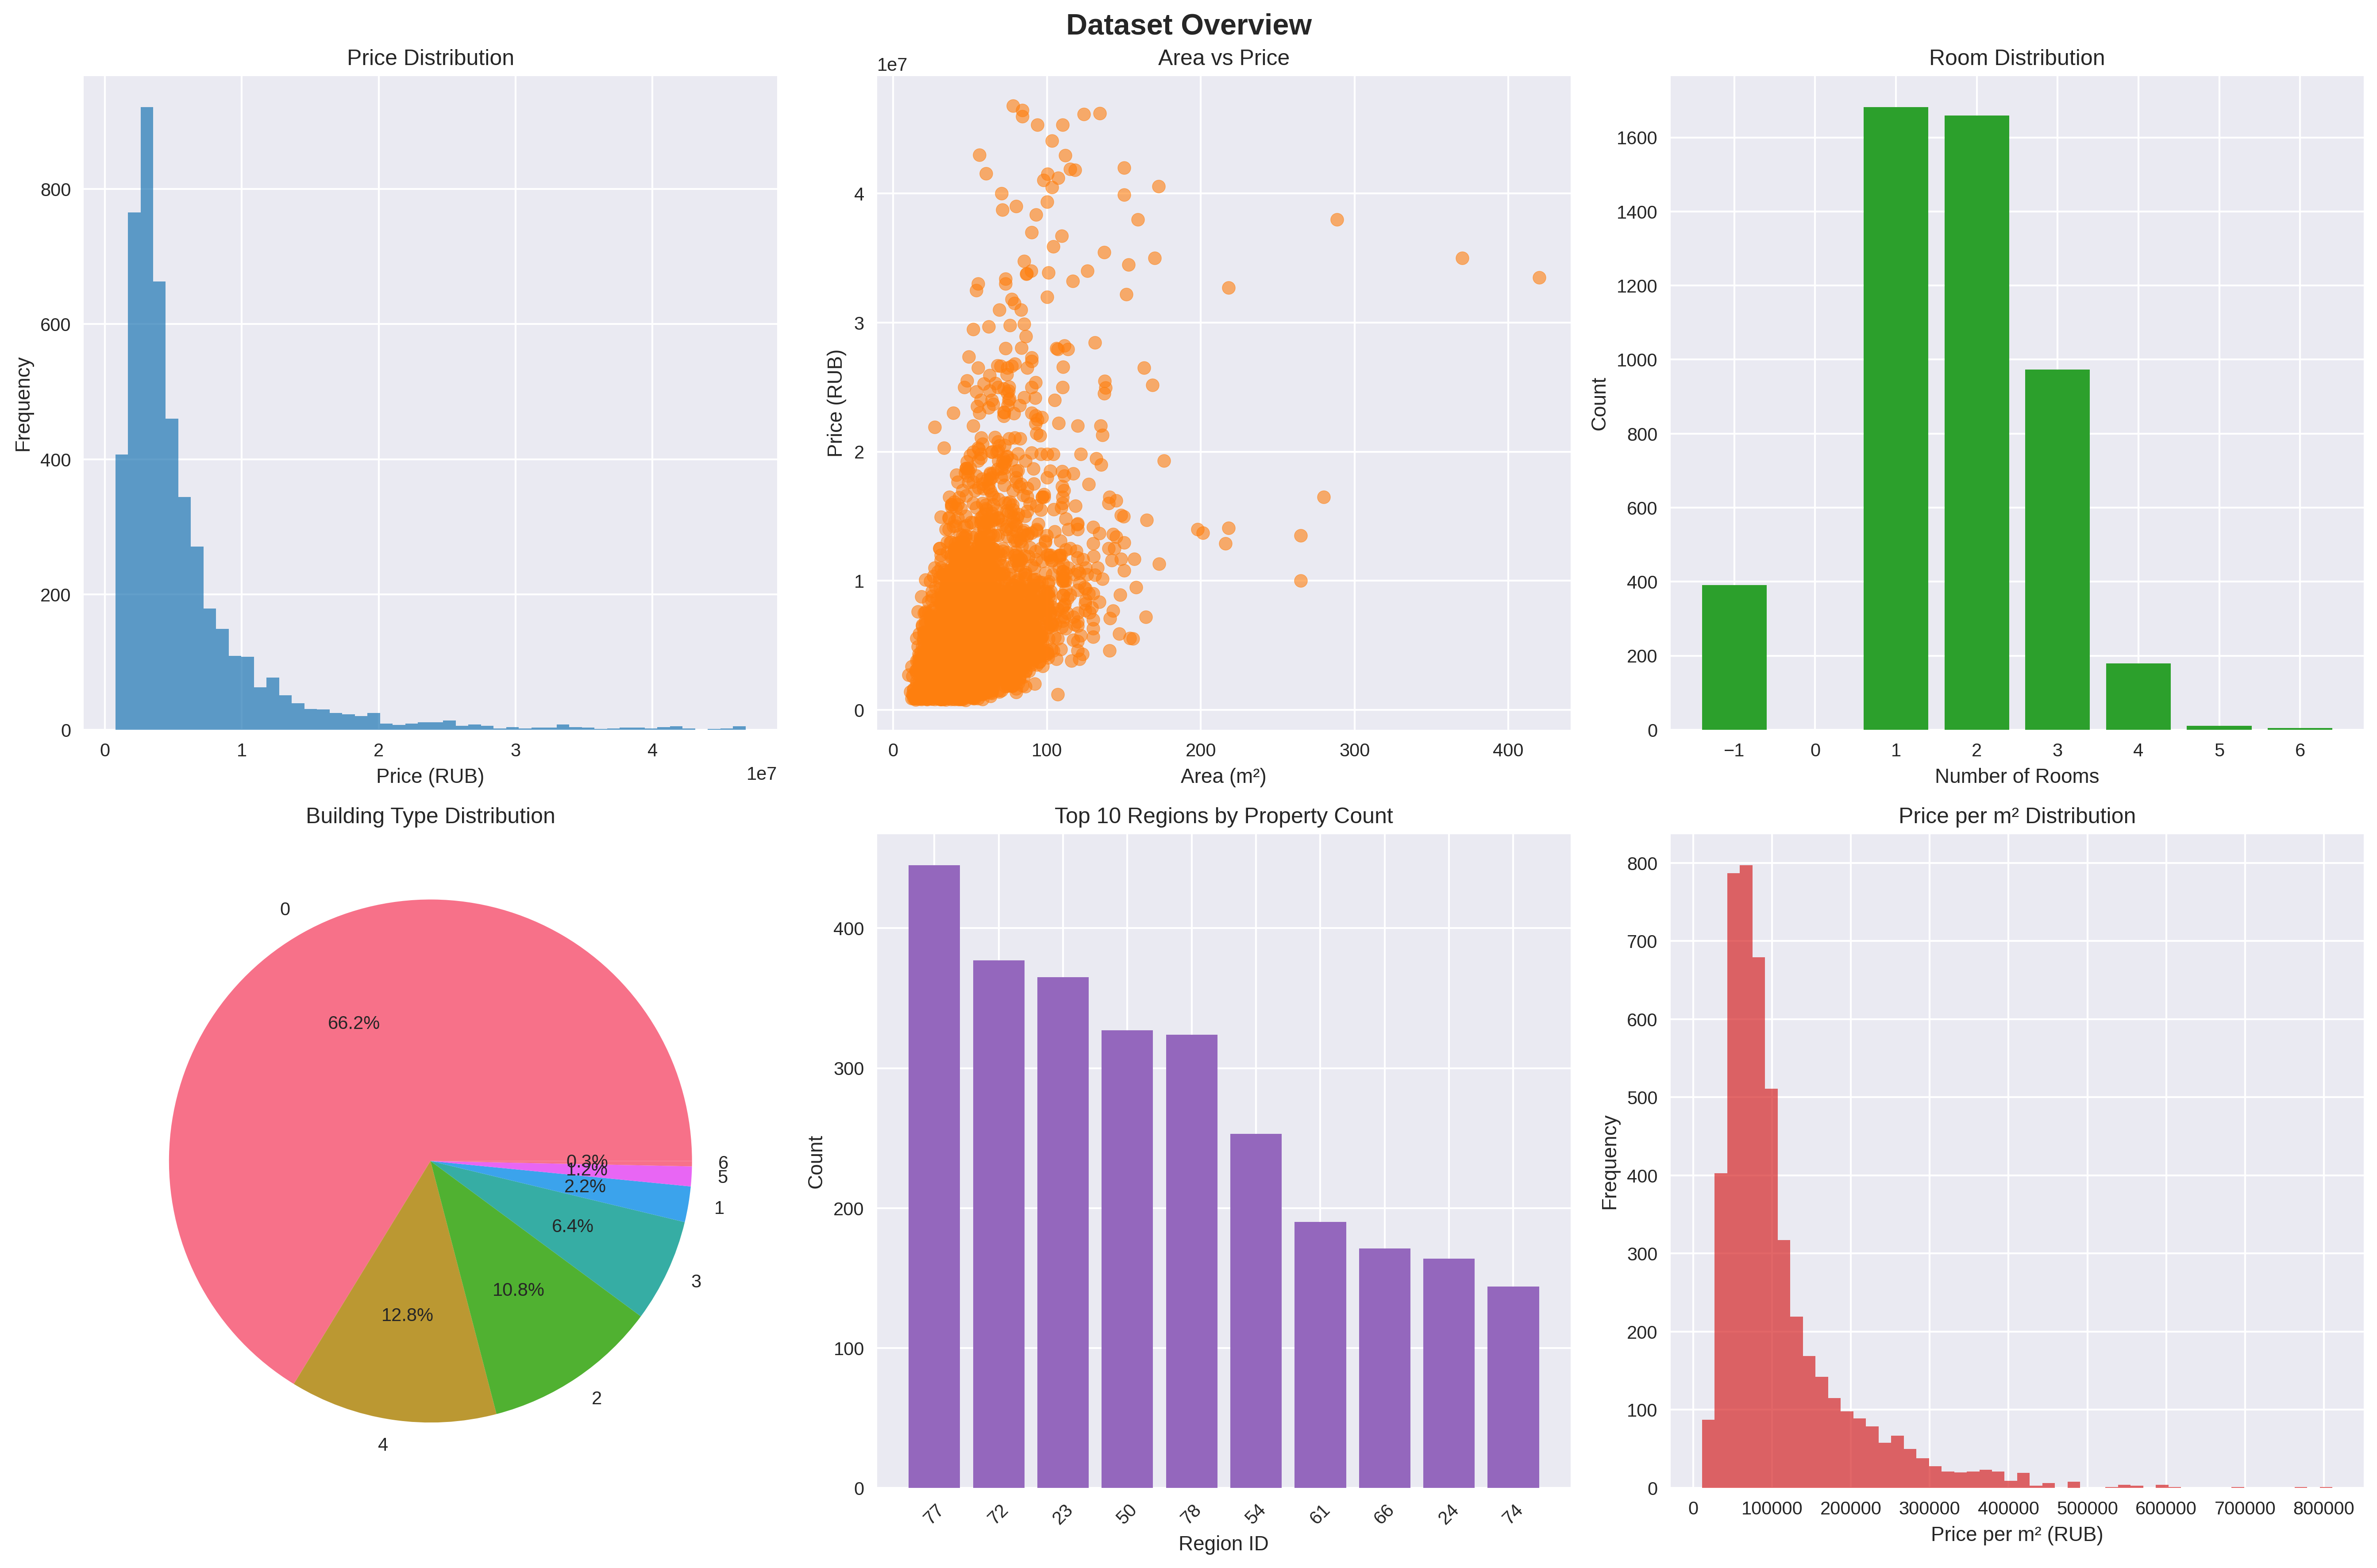 Dataset Overview
Price Distribution
Frequency
800
600
400
200
0
0 1 2 3 4
1e7
Price (RUB)
Area vs Price
1e7
Price (RUB)
4
3
2
1
0
0 100 200 300 400
Area (m²)
Room Distribution
Count
1600
1400
1200
1000
800
600
400
200
0
−1 0 1 2 3 4 5 6
Number of Rooms
Building Type Distribution
0
66.2%
4
12.8%
2
10.8%
3
6.4%
1
2.2%
5
1.2%
6
0.3%
Top 10 Regions by Property Count
Count
400
300
200
100
0
77 72 23 50 78 54 61 66 24 74
Region ID
Price per m² Distribution
Frequency
800
700
600
500
400
300
200
100
0
0 100000 200000 300000 400000 500000 600000 700000 800000
Price per m² (RUB)